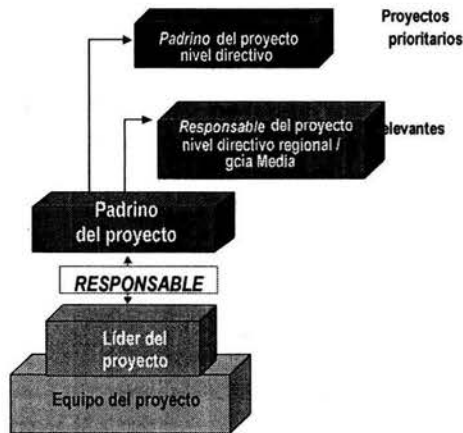 Padrino del proyecto
nivel directivo
Proyectos
prioritarios
Responsable del proyecto
nivel directivo regional /
gcia Media
elevantes
Padrino
del proyecto
RESPONSABLE
Líder del
proyecto
Equipo del proyecto